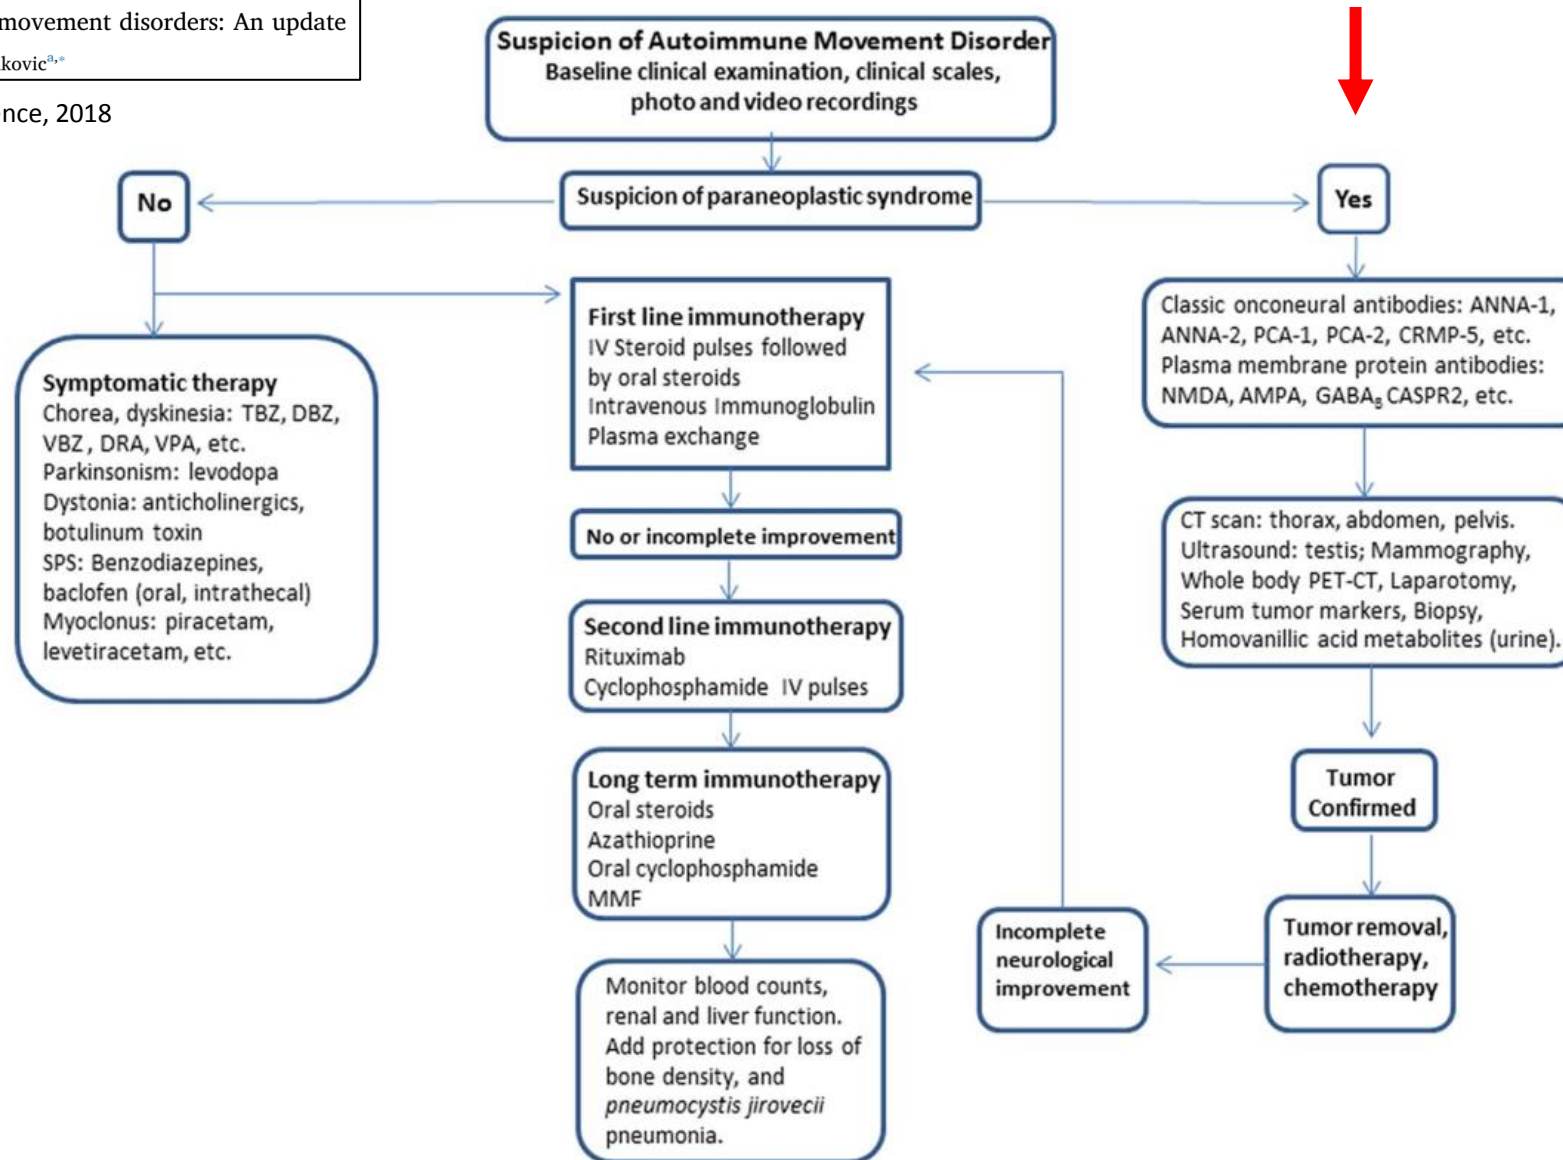 movement disorders: An update
kovic a,*
ence, 2018
Suspicion of Autoimmune Movement Disorder
Baseline clinical examination, clinical scales,
photo and video recordings
No
Suspicion of paraneoplastic syndrome
Yes
Symptomatic therapy
Chorea, dyskinesia: TBZ, DBZ,
VBZ , DRA, VPA, etc.
Parkinsonism: levodopa
Dystonia: anticholinergics,
botulinum toxin
SPS: Benzodiazepines,
baclofen (oral, intrathecal)
Myoclonus: piracetam,
levetiracetam, etc.
First line immunotherapy
IV Steroid pulses followed
by oral steroids
Intravenous Immunoglobulin
Plasma exchange
No or incomplete improvement
Second line immunotherapy
Rituximab
Cyclophosphamide IV pulses
Long term immunotherapy
Oral steroids
Azathioprine
Oral cyclophosphamide
MMF
Monitor blood counts,
renal and liver function.
Add protection for loss of
bone density, and
pneumocystis jirovecii
pneumonia.
Classic onconeural antibodies: ANNA-1,
ANNA-2, PCA-1, PCA-2, CRMP-5, etc.
Plasma membrane protein antibodies:
NMDA, AMPA, GABAB CASPR2, etc.
CT scan: thorax, abdomen, pelvis.
Ultrasound: testis; Mammography,
Whole body PET-CT, Laparotomy,
Serum tumor markers, Biopsy,
Homovanillic acid metabolites (urine).
Tumor
Confirmed
Tumor removal,
radiotherapy,
chemotherapy
Incomplete
neurological
improvement